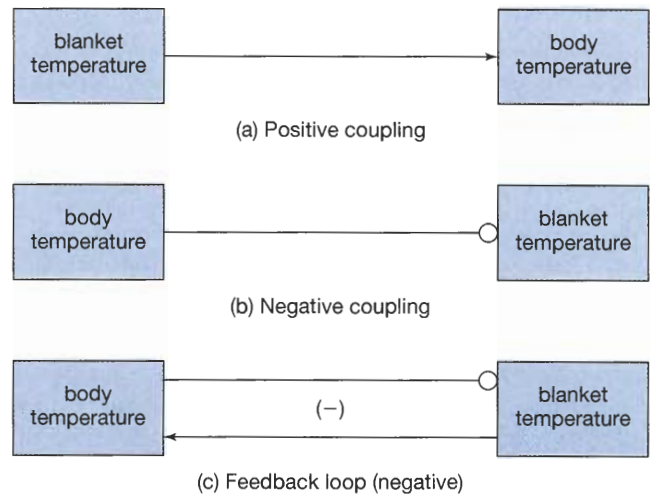 blanket
temperature
body
temperature
(a) Positive coupling
body
temperature
blanket
temperature
(b) Negative coupling
body
temperature
(−)
blanket
temperature
(c) Feedback loop (negative)